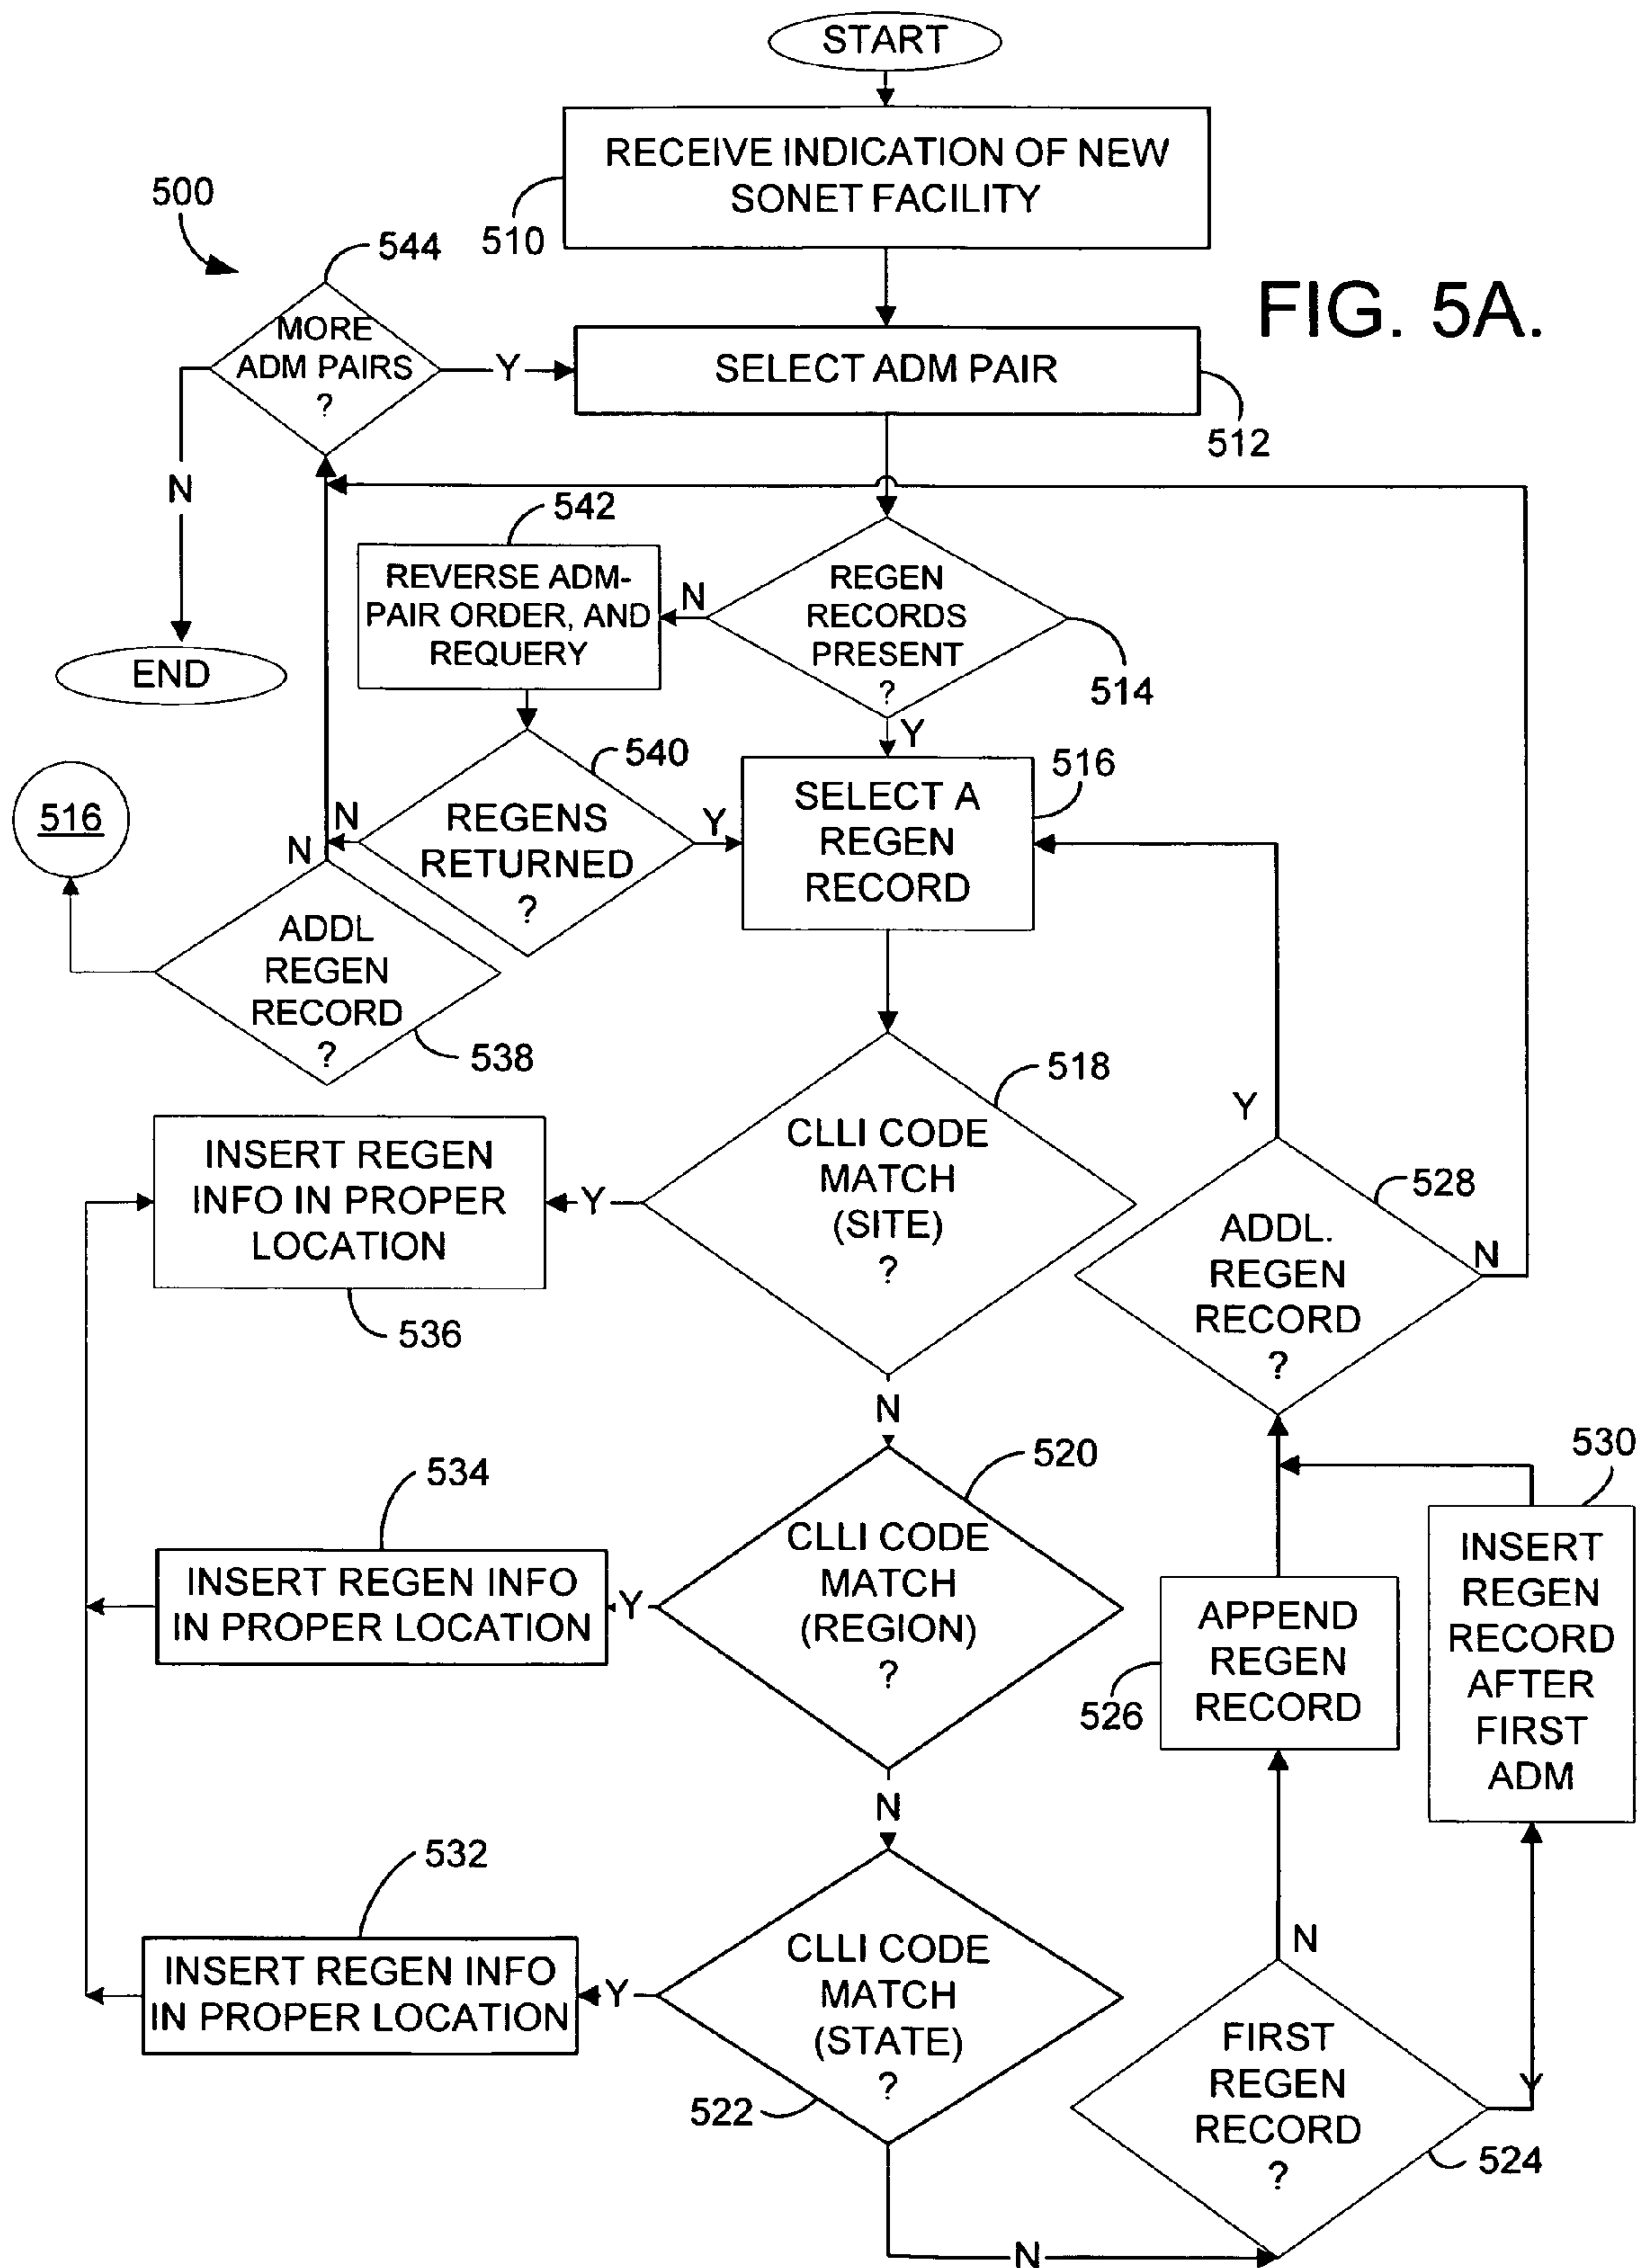 START
RECEIVE INDICATION OF NEW
SONET FACILITY
510
500
544
FIG. 5A.
MORE
ADM PAIRS
?
Y
SELECT ADM PAIR
512
N
542
REVERSE ADM-
PAIR ORDER, AND
REQUERY
N
REGEN
RECORDS
PRESENT
?
514
END
Y
540
516
516
N
REGENS
RETURNED
?
Y
SELECT A
REGEN
RECORD
N
ADDL
REGEN
RECORD
?
538
518
CLLI CODE
MATCH
(SITE)
?
Y
INSERT REGEN
INFO IN PROPER
LOCATION
536
Y
528
ADDL.
REGEN
RECORD
?
N
N
520
534
CLLI CODE
MATCH
(REGION)
?
Y
INSERT REGEN INFO
IN PROPER LOCATION
530
INSERT
REGEN
RECORD
AFTER
FIRST
ADM
APPEND
REGEN
RECORD
526
N
532
CLLI CODE
MATCH
(STATE)
?
522
Y
INSERT REGEN INFO
IN PROPER LOCATION
N
FIRST
REGEN
RECORD
?
Y
524
N